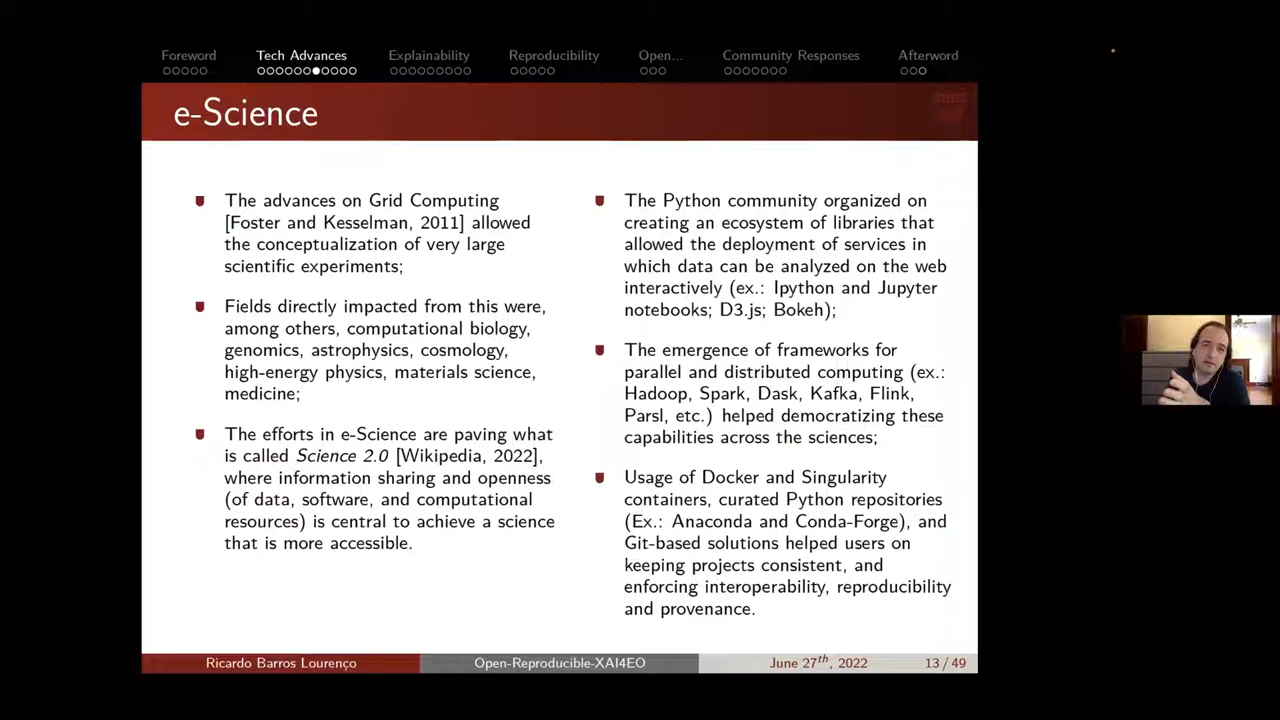 Foreword
Tech Advances
Explainability
Reproducibility
Open...
Community Responses
Afterword
e-Science
The advances on Grid Computing
[Foster and Kesselman, 2011] allowed
the conceptualization of very large
scientific experiments;
Fields directly impacted from this were,
among others, computational biology,
genomics, astrophysics, cosmology,
high-energy physics, materials science,
medicine;
The efforts in e-Science are paving what
is called Science 2.0 [Wikipedia, 2022],
where information sharing and openness
(of data, software, and computational
resources) is central to achieve a science
that is more accessible.
The Python community organized on
creating an ecosystem of libraries that
allowed the deployment of services in
which data can be analyzed on the web
interactively (ex.: Ipython and Jupyter
notebooks; D3.js; Bokeh);
The emergence of frameworks for
parallel and distributed computing (ex.:
Hadoop, Spark, Dask, Kafka, Flink,
Parsl, etc.) helped democratizing these
capabilities across the sciences;
Usage of Docker and Singularity
containers, curated Python repositories
(Ex.: Anaconda and Conda-Forge), and
Git-based solutions helped users on
keeping projects consistent, and
enforcing interoperability, reproducibility
and provenance.
Ricardo Barros Lourenço
Open-Reproducible-XAI4EO
June 27th, 2022
13 / 49